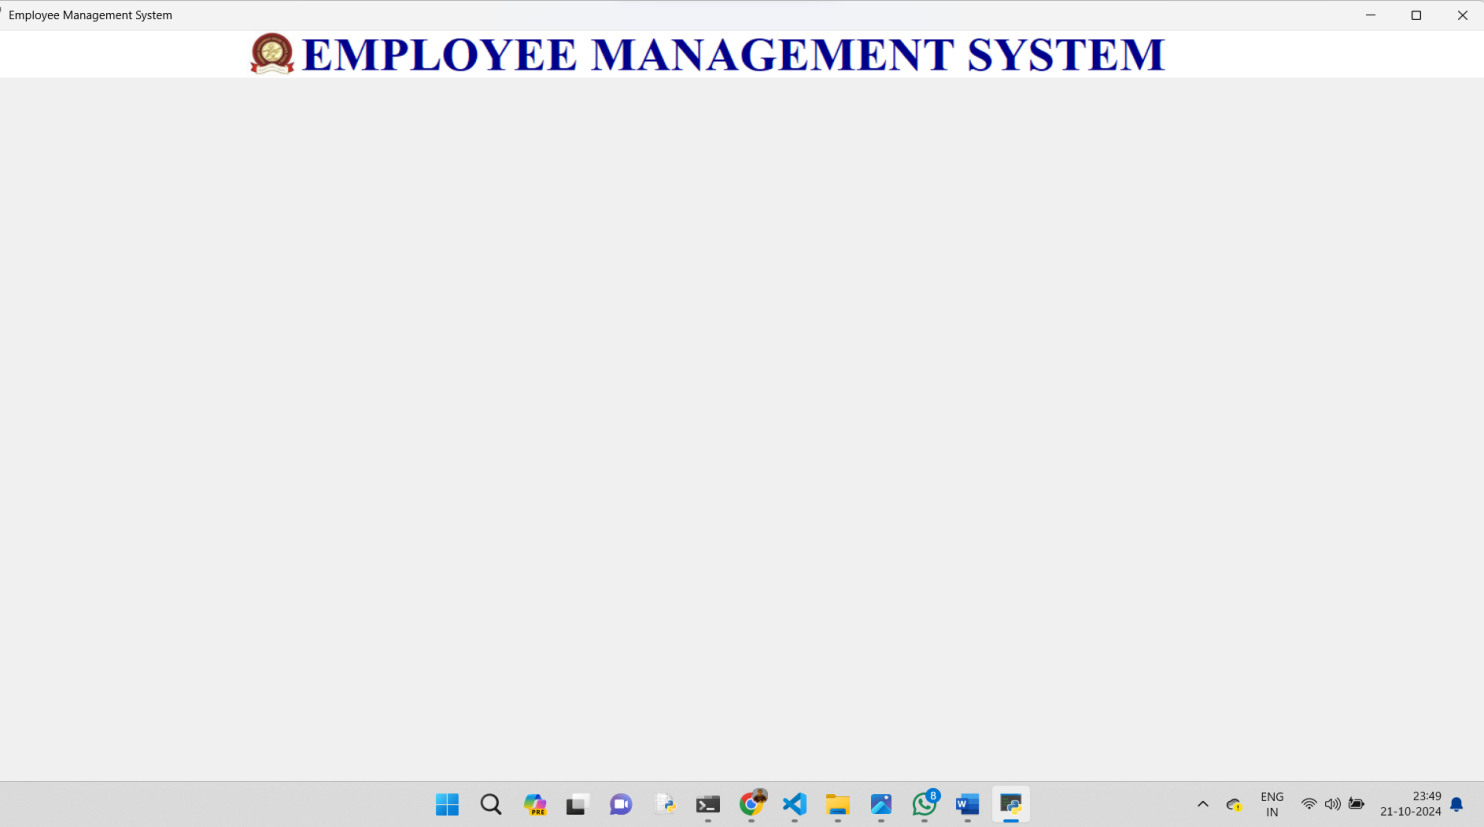 Employee Management System
EMPLOYEE MANAGEMENT SYSTEM
PRE
8
W
ENG
IN
23:49
21-10-2024